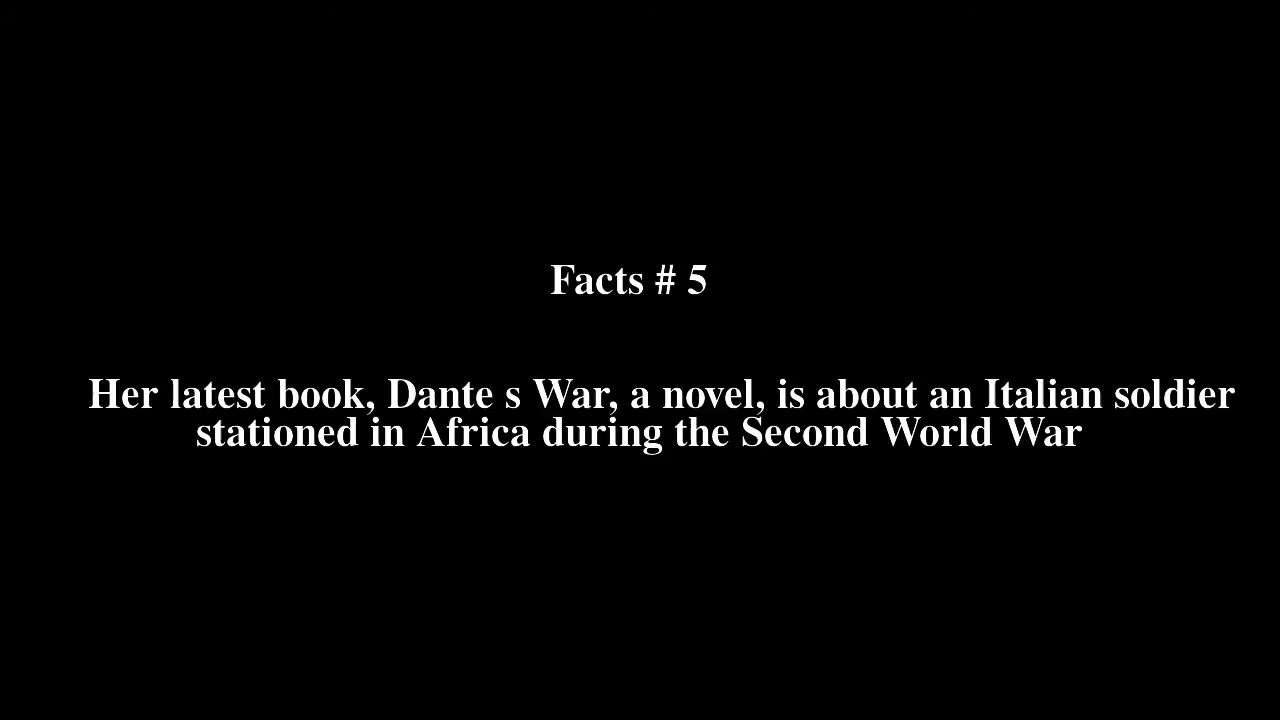 Facts # 5
Her latest book, Dante s War, a novel, is about an Italian soldier
stationed in Africa during the Second World War